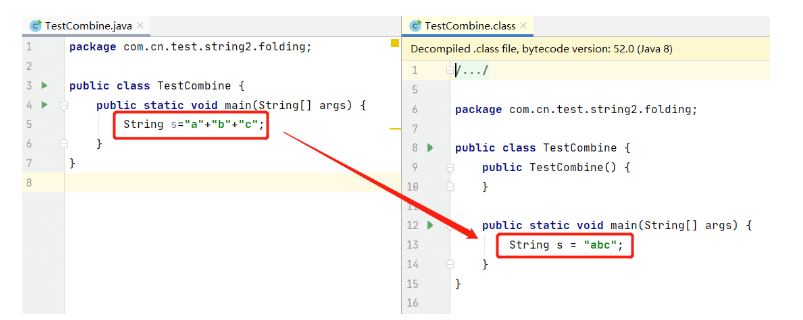 TestCombine.java
1 package com.cn.test.string2.folding;
2
3 public class TestCombine {
4 public static void main(String[] args) {
5 String s="a"+"b"+"c";
6 }
7 }
8
TestCombine.class
Decompiled .class file, bytecode version: 52.0 (Java 8)
1 /.../
5
6 package com.cn.test.string2.folding;
7
8 public class TestCombine {
9 public TestCombine() {
10 }
11
12 public static void main(String[] args) {
13 String s = "abc";
14 }
15 }
16